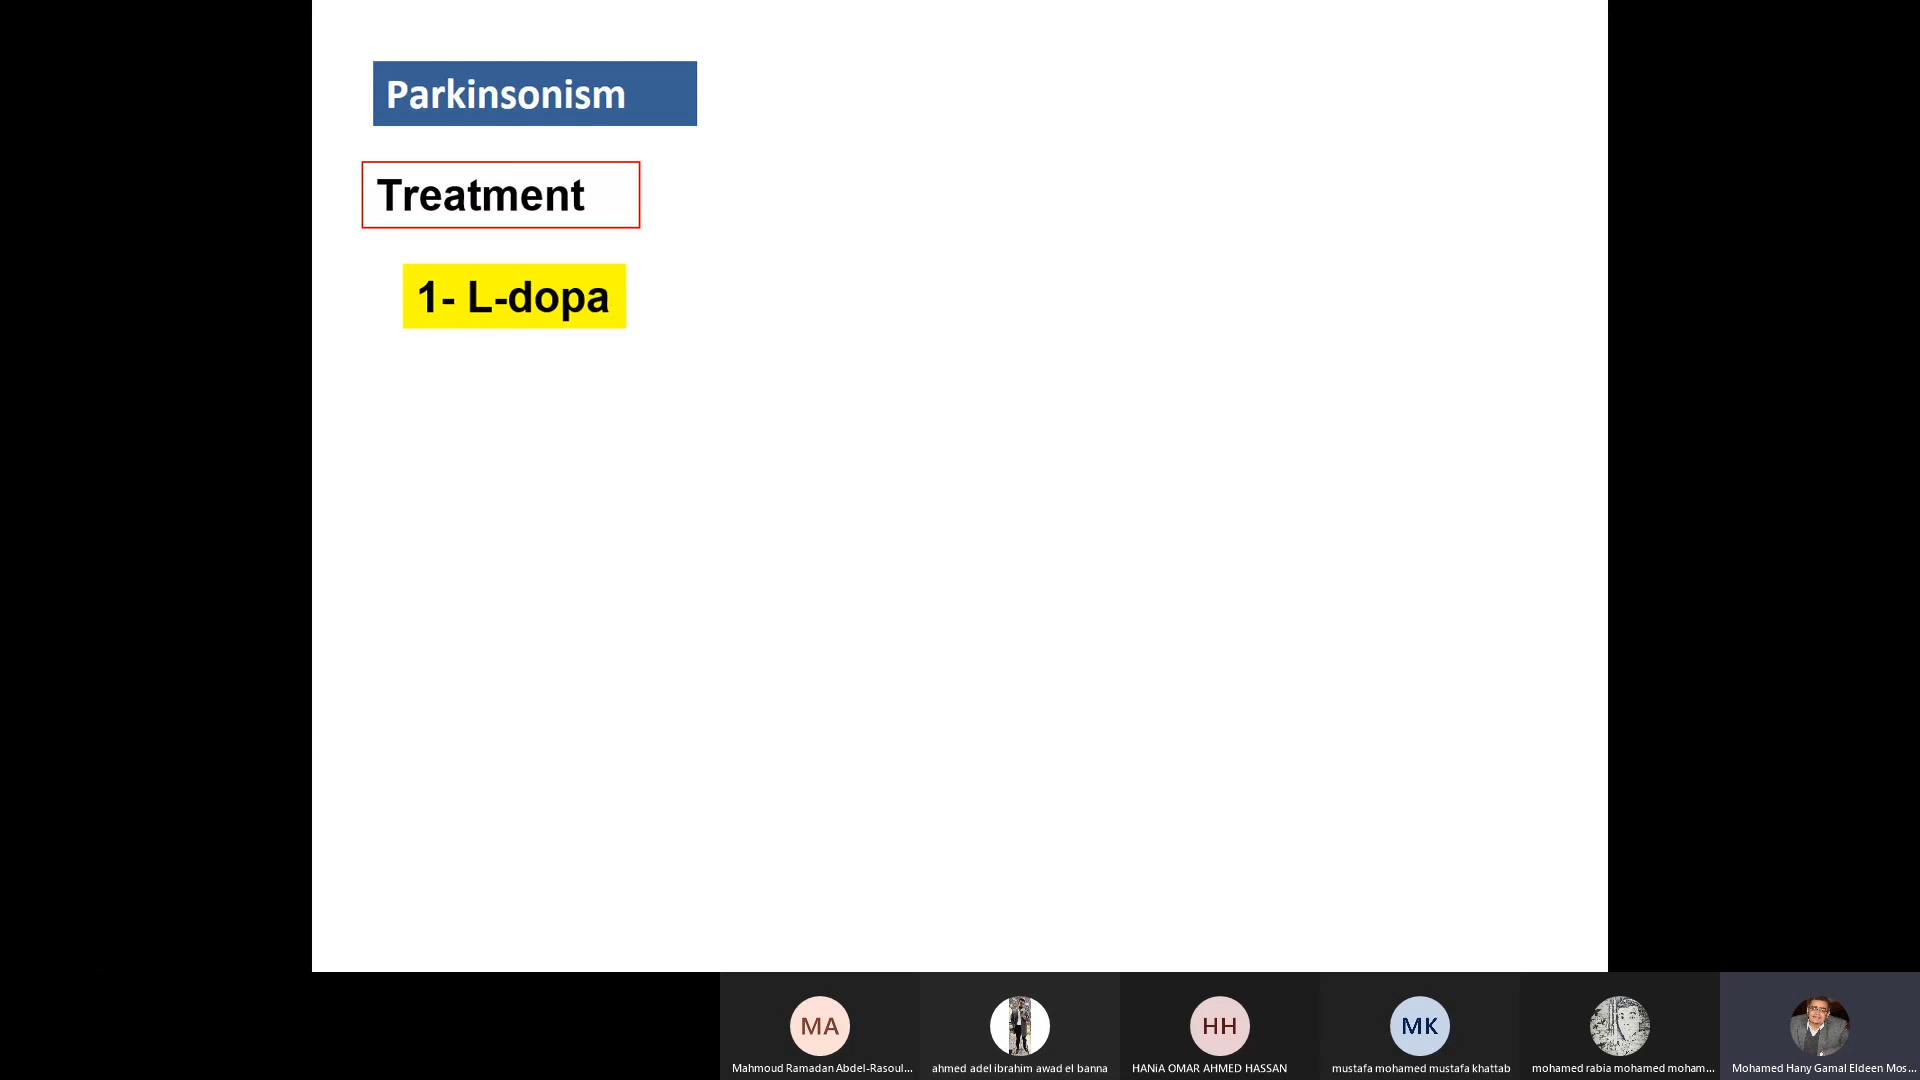 Parkinsonism
Treatment
1- L-dopa
MA
HH
MK
Mahmoud Ramadan Abdel-Rasoul...
ahmed adel ibrahim awad el banna
HANiA OMAR AHMED HASSAN
mustafa mohamed mustafa khattab
mohamed rabia mohamed moham...
Mohamed Hany Gamal Eldeen Mos...